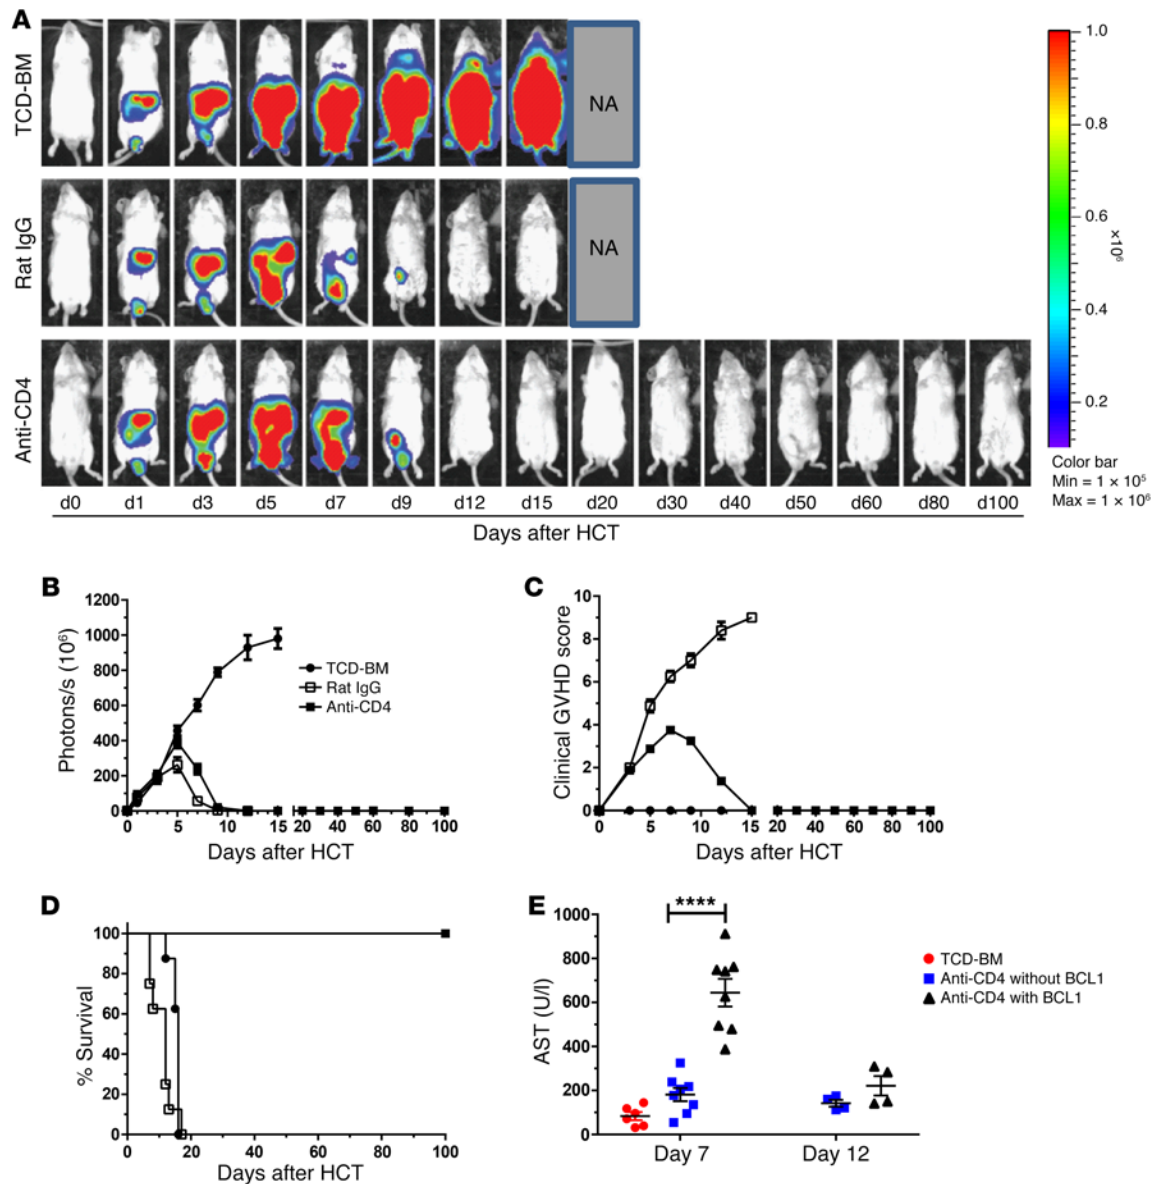 A
TCD-BM
NA
Rat IgG
NA
Anti-CD4
d0 d1 d3 d5 d7 d9 d12 d15 d20 d30 d40 d50 d60 d80 d100
Days after HCT
1.0
0.8
0.6
×10⁶
0.4
0.2
Color bar
Min = 1 × 10⁵
Max = 1 × 10⁶
B
Photons/s (10⁶)
1200
1000
800
600
400
200
0
0 5 10 15 20 40 60 80 100
Days after HCT
TCD-BM
Rat IgG
Anti-CD4
C
Clinical GVHD score
10
8
6
4
2
0
0 5 10 15 20 40 60 80 100
Days after HCT
D
% Survival
100
80
60
40
20
0
0 20 40 60 80 100
Days after HCT
E
AST (U/l)
1000
800
600
400
200
0
****
Day 7 Day 12
TCD-BM
Anti-CD4 without BCL1
Anti-CD4 with BCL1